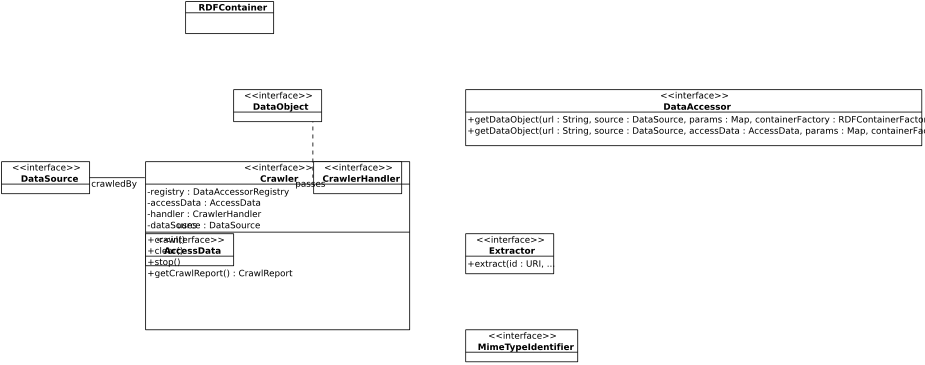 RDFContainer
<<interface>>
DataObject
<<interface>>
DataAccessor
+getDataObject(url : String, source : DataSource, params : Map, containerFactory : RDFContainerFactor
+getDataObject(url : String, source : DataSource, accessData : AccessData, params : Map, containerFa
<<interface>>
DataSource
crawledBy
<<interface>>
Crawler
passes
<<interface>>
CrawlerHandler
-registry : DataAccessorRegistry
-accessData : AccessData
-handler : CrawlerHandler
-dataSource : DataSource
uses
+crawl()
+clear()
+stop()
+getCrawlReport() : CrawlReport
<<interface>>
AccessData
<<interface>>
Extractor
+extract(id : URI, ...
<<interface>>
MimeTypeIdentifier